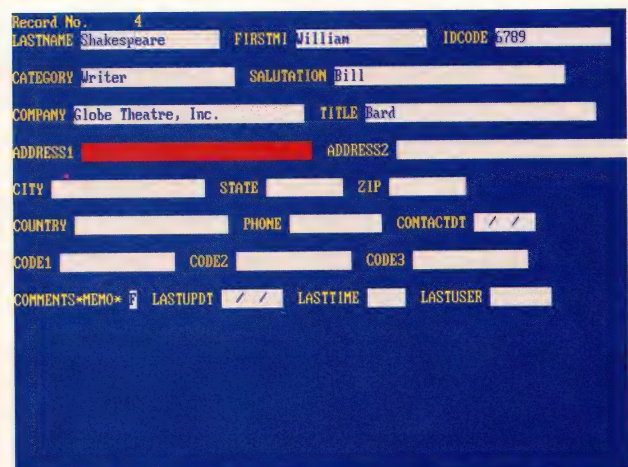 Record No. 4
LASTNAME Shakespeare FIRSTMI William IDCODE 6789
CATEGORY Writer SALUTATION Bill
COMPANY Globe Theatre, Inc. TITLE Bard
ADDRESS1 ADDRESS2
CITY STATE ZIP
COUNTRY PHONE CONTACTDT / /
CODE1 CODE2 CODE3
COMMENTS*MEMO* F LASTUPDT / / LASTTIME LASTUSER